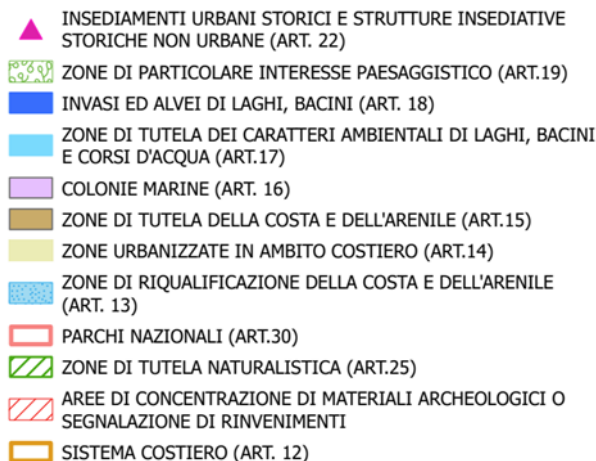 INSEDIAMENTI URBANI STORICI E STRUTTURE INSEDIATIVE
STORICHE NON URBANE (ART. 22)
ZONE DI PARTICOLARE INTERESSE PAESAGGISTICO (ART.19)
INVASI ED ALVEI DI LAGHI, BACINI (ART. 18)
ZONE DI TUTELA DEI CARATTERI AMBIENTALI DI LAGHI, BACINI
E CORSI D'ACQUA (ART.17)
COLONIE MARINE (ART. 16)
ZONE DI TUTELA DELLA COSTA E DELL'ARENILE (ART.15)
ZONE URBANIZZATE IN AMBITO COSTIERO (ART.14)
ZONE DI RIQUALIFICAZIONE DELLA COSTA E DELL'ARENILE
(ART. 13)
PARCHI NAZIONALI (ART.30)
ZONE DI TUTELA NATURALISTICA (ART.25)
AREE DI CONCENTRAZIONE DI MATERIALI ARCHEOLOGICI O
SEGNALAZIONE DI RINVENIMENTI
SISTEMA COSTIERO (ART. 12)